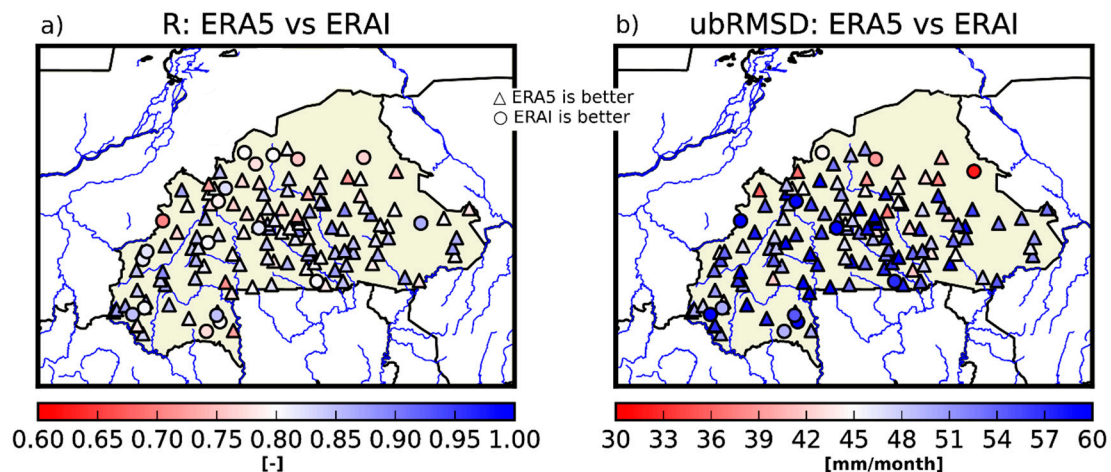 a) R: ERA5 vs ERAI
b) ubRMSD: ERA5 vs ERAI
△ ERA5 is better
○ ERAI is better
0.60 0.65 0.70 0.75 0.80 0.85 0.90 0.95 1.00
[-]
30 33 36 39 42 45 48 51 54 57 60
[mm/month]